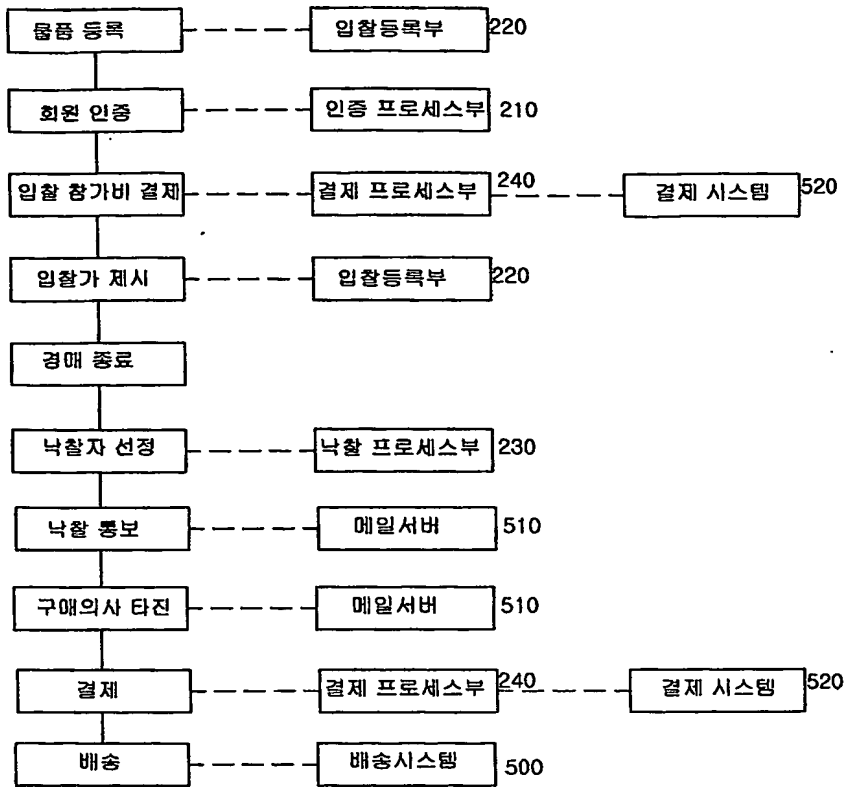 물품 등록 입찰등록부 220
회원 인증 인증 프로세스부 210
입찰 참가비 결제 결제 프로세스부 240 결제 시스템 520
입찰가 제시 입찰등록부 220
경매 종료
낙찰자 선정 낙찰 프로세스부 230
낙찰 통보 메일서버 510
구매의사 타진 메일서버 510
결제 결제 프로세스부 240 결제 시스템 520
배송 배송시스템 500